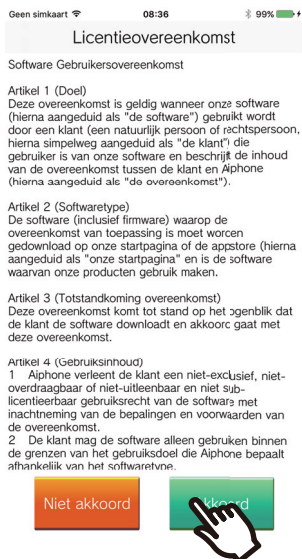 Geen simkaart 08:36 99%
Licentieovereenkomst
Software Gebruikersovereenkomst
Artikel 1 (Doel)
Deze overeenkomst is geldig wanneer onze software
(hierna aangeduid als "de software") gebruikt wordt
door een klant (een natuurlijk persoon of rechtspersoon,
hierna simpelweg aangeduid als "de klant") die
gebruiker is van onze software en beschrijft de inhoud
van de overeenkomst tussen de klant en Aiphone
(hierna aangeduid als "de overeenkomst").
Artikel 2 (Softwaretype)
De software (inclusief firmware) waarop de
overeenkomst van toepassing is moet worcen
gedownload op onze startpagina of de appstore (hierna
aangeduid als "onze startpagina" en is de software
waarvan onze producten gebruik maken.
Artikel 3 (Totstandkoming overeenkomst)
Deze overeenkomst komt tot stand op het ogenblik dat
de klant de software downloadt en akkoord gaat met
deze overeenkomst.
Artikel 4 (Gebruiksinhoud)
1 Aiphone verleent de klant een niet-exclusief, niet-
overdraagbaar of niet-uitleenbaar en niet sub-
licentieerbaar gebruiksrecht van de software met
inachtneming van de bepalingen en voorwaarden van
de overeenkomst.
2 De klant mag de software alleen gebruiken binnen
de grenzen van het gebruiksdoel die Aiphone bepaalt
afhankelijk van het softwaretype.
Niet akkoord
Akkoord